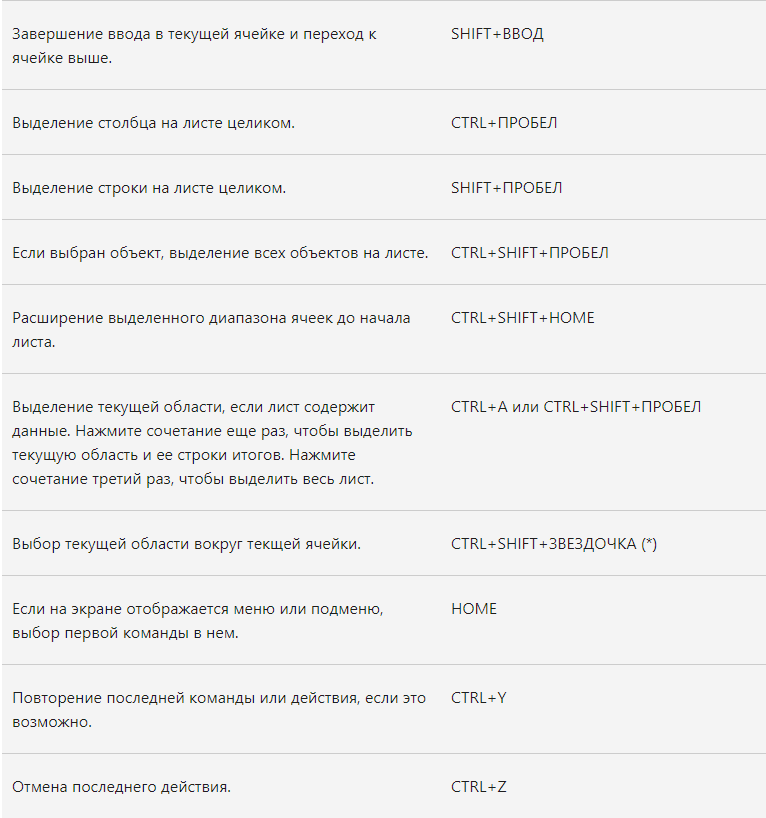 Завершение ввода в текущей ячейке и переход к
ячейке выше.
SHIFT+ВВОД
Выделение столбца на листе целиком.
CTRL+ПРОБЕЛ
Выделение строки на листе целиком.
SHIFT+ПРОБЕЛ
Если выбран объект, выделение всех объектов на листе.
CTRL+SHIFT+ПРОБЕЛ
Расширение выделенного диапазона ячеек до начала
листа.
CTRL+SHIFT+HOME
Выделение текущей области, если лист содержит
данные. Нажмите сочетание еще раз, чтобы выделить
текущую область и ее строки итогов. Нажмите
сочетание третий раз, чтобы выделить весь лист.
CTRL+A или CTRL+SHIFT+ПРОБЕЛ
Выбор текущей области вокруг текщей ячейки.
CTRL+SHIFT+ЗВЕЗДОЧКА (*)
Если на экране отображается меню или подменю,
выбор первой команды в нем.
HOME
Повторение последней команды или действия, если это
возможно.
CTRL+Y
Отмена последнего действия.
CTRL+Z